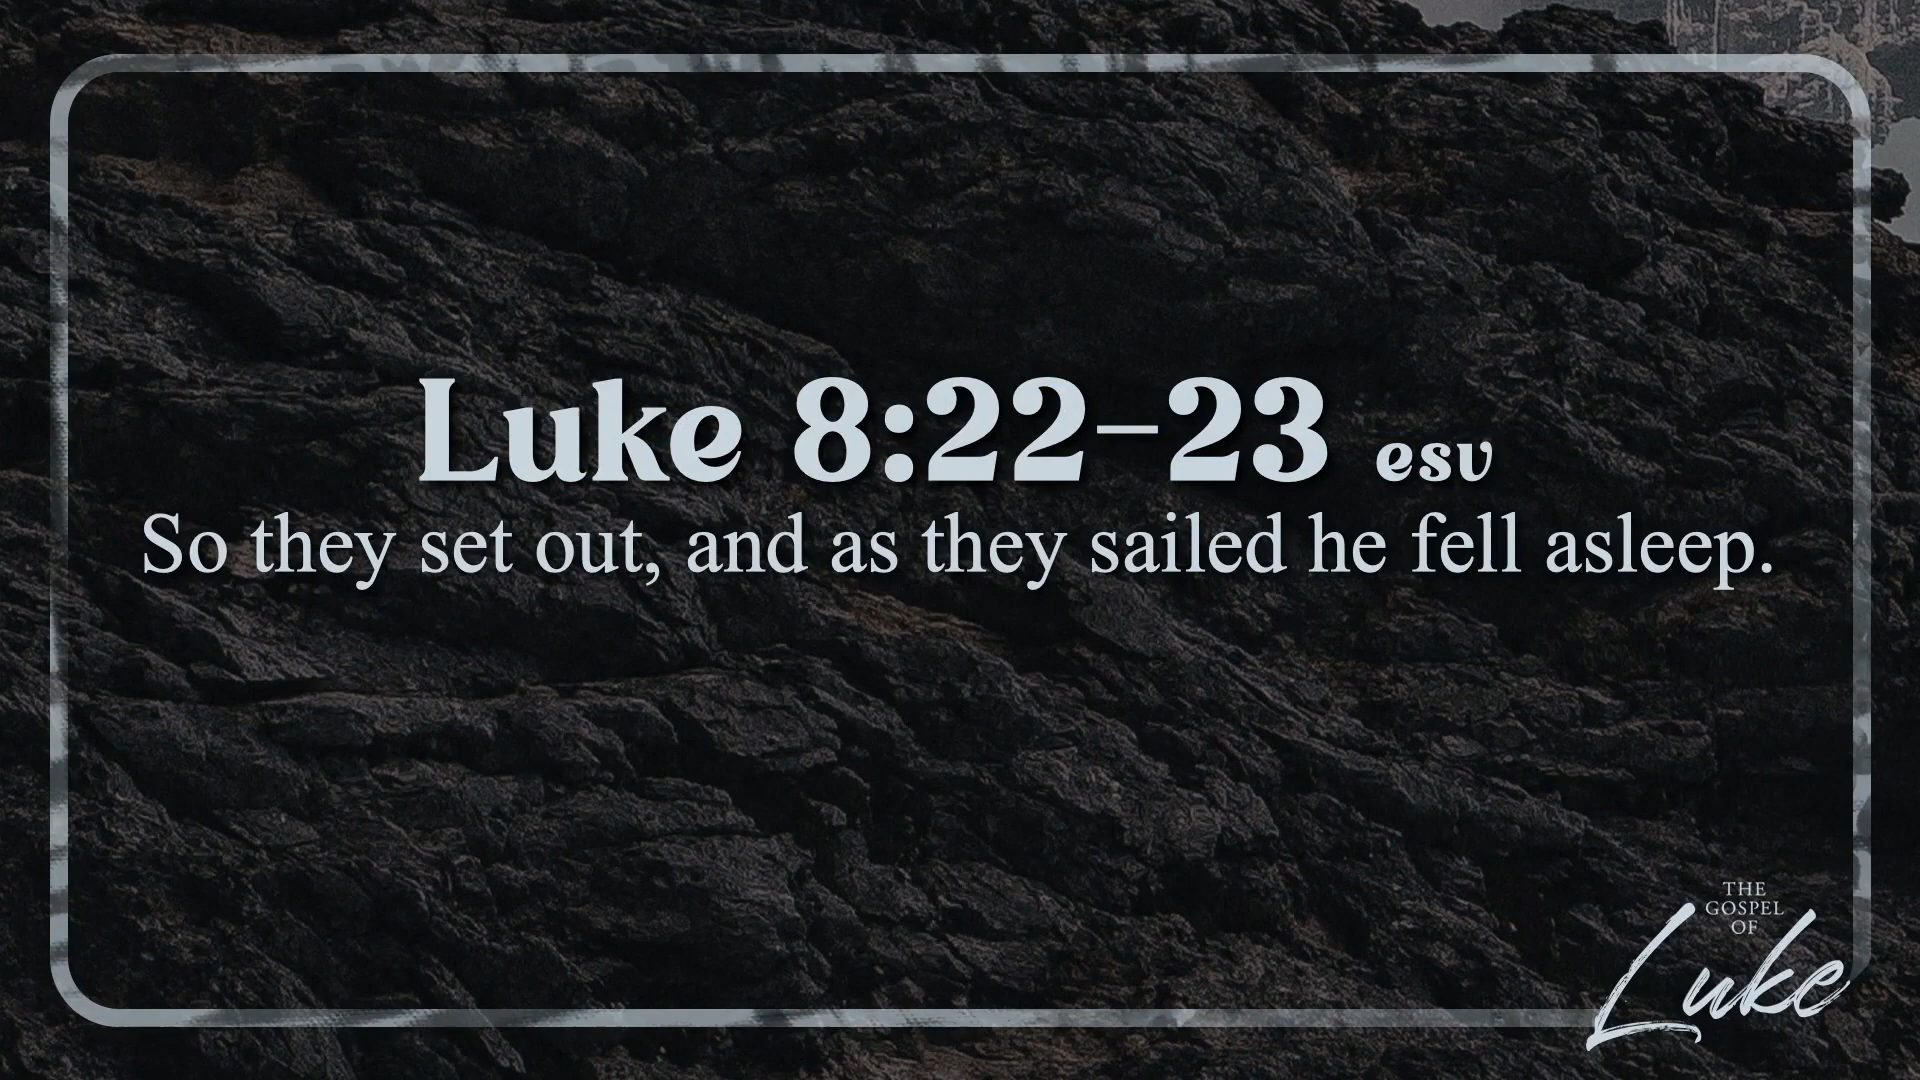 Luke 8:22–23 esv
So they set out, and as they sailed he fell asleep.
THE
GOSPEL
OF
Luke